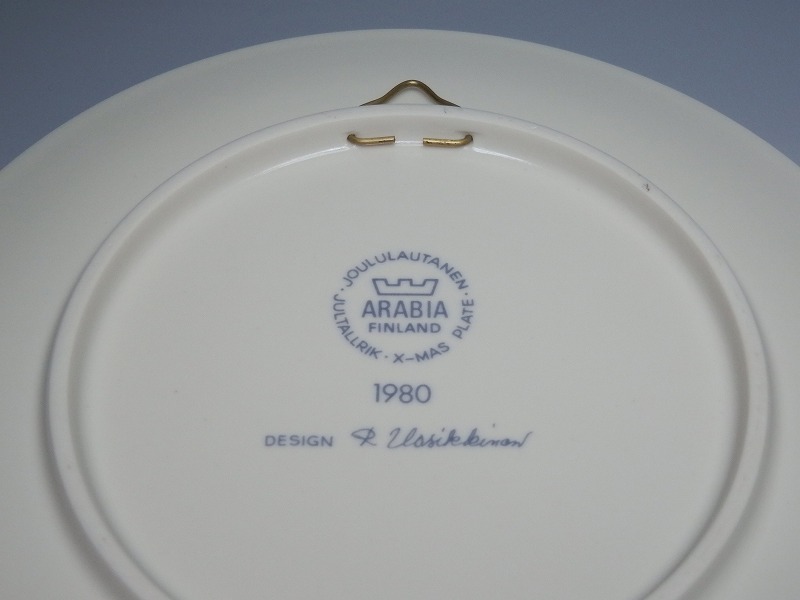 JOULULAUTANEN · X-MAS PLATE · JULTALLRIK ·
ARABIA
FINLAND
1980
DESIGN R Uosikkinen